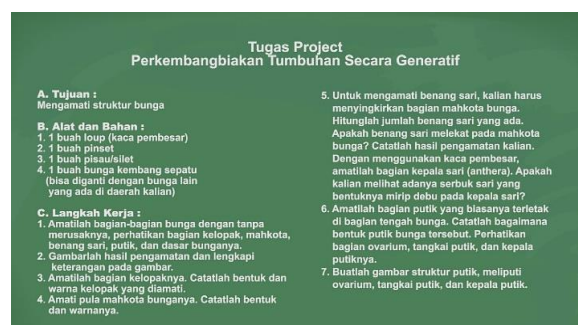 Tugas Project
Perkembangbiakan Tumbuhan Secara Generatif
A. Tujuan :
Mengamati struktur bunga
B. Alat dan Bahan :
1. 1 buah loup (kaca pembesar)
2. 1 buah pinset
3. 1 buah pisau/silet
4. 1 buah bunga kembang sepatu
(bisa diganti dengan bunga lain
yang ada di daerah kalian)
C. Langkah Kerja :
1. Amatilah bagian-bagian bunga dengan tanpa
merusaknya, perhatikan bagian kelopak, mahkota,
benang sari, putik, dan dasar bunganya.
2. Gambarlah hasil pengamatan dan lengkapi
keterangan pada gambar.
3. Amatilah bagian kelopaknya. Catatlah bentuk dan
warna kelopak yang diamati.
4. Amati pula mahkota bunganya. Catatlah bentuk
dan warnanya.
5. Untuk mengamati benang sari, kalian harus
menyingkirkan bagian mahkota bunga.
Hitunglah jumlah benang sari yang ada.
Apakah benang sari melekat pada mahkota
bunga? Catatlah hasil pengamatan kalian.
Dengan menggunakan kaca pembesar,
amatilah bagian kepala sari (anthera). Apakah
kalian melihat adanya serbuk sari yang
bentuknya mirip debu pada kepala sari?
6. Amatilah bagian putik yang biasanya terletak
di bagian tengah bunga. Catatlah bagaimana
bentuk putik bunga tersebut. Perhatikan
bagian ovarium, tangkai putik, dan kepala
putiknya.
7. Buatlah gambar struktur putik, meliputi
ovarium, tangkai putik, dan kepala putik.